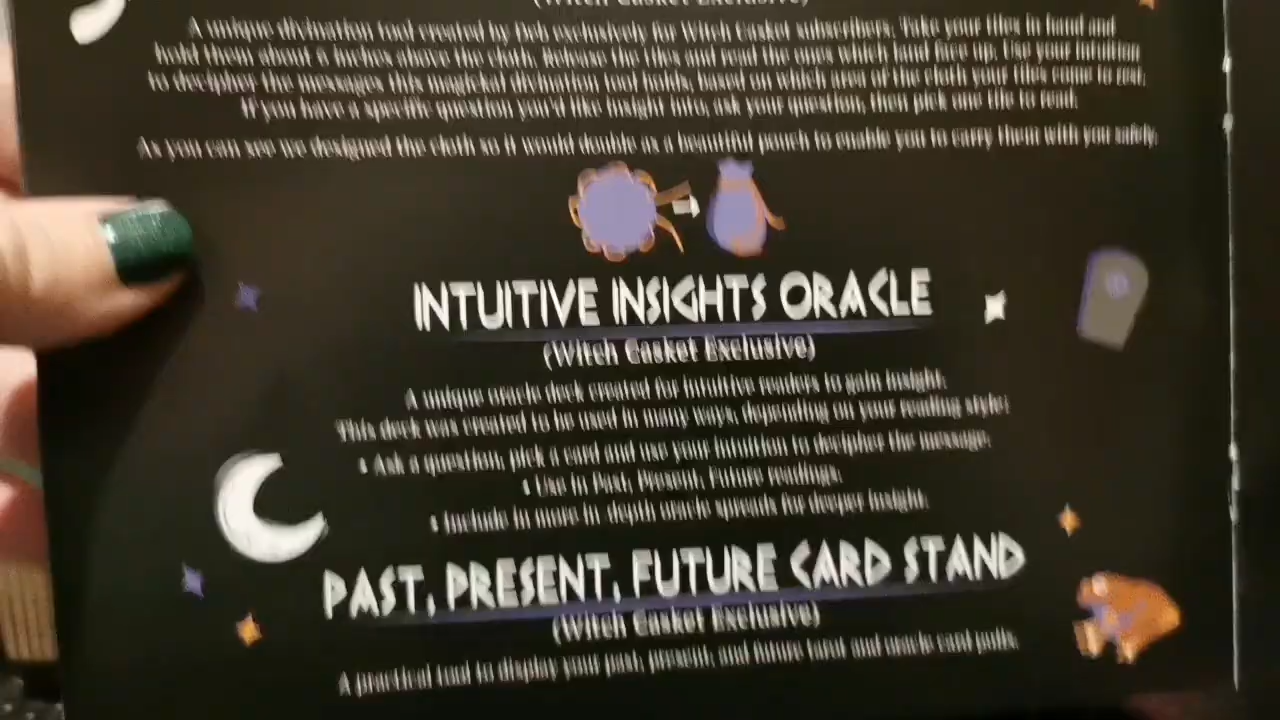 (Witch Casket Exclusive)
A unique divination tool created by Deb exclusively for Witch Casket subscribers. Take your tiles in hand and
hold them about 6 inches above the cloth. Release the tiles and read the ones which land face up. Use your intuition
to decipher the messages this magickal divination tool holds, based on which area of the cloth your tiles come to rest.
If you have a specific question you'd like insight into, ask your question, then pick one tile to read.
As you can see we designed the cloth so it would double as a beautiful pouch to enable you to carry them with you safely.
INTUITIVE INSIGHTS ORACLE
(Witch Casket Exclusive)
A unique oracle deck created for intuitive readers to gain insight.
This deck was created to be used in many ways, depending on your reading style:
• Ask a question, pick a card and use your intuition to decipher the message.
• Use in Past, Present, Future readings.
• Include in more in depth oracle spreads for deeper insight.
PAST, PRESENT, FUTURE CARD STAND
(Witch Casket Exclusive)
A practical tool to display your past, present, and future tarot and oracle card pulls.